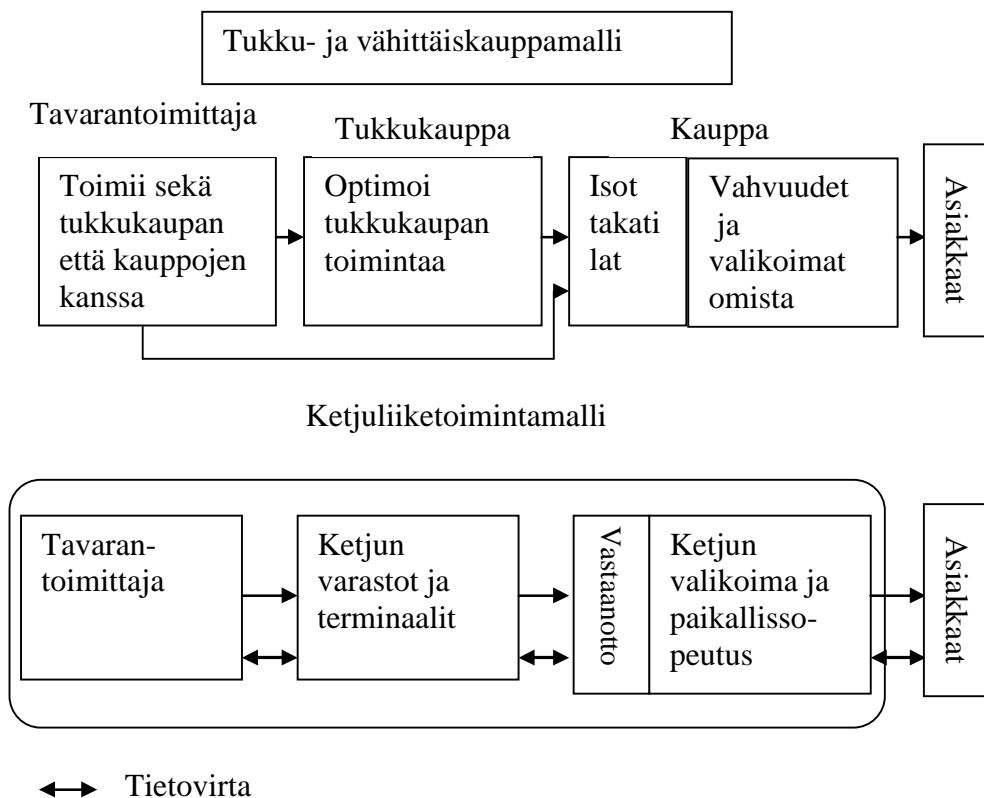 Tukku- ja vähittäiskauppamalli
Tavarantoimittaja
Tukkukauppa
Kauppa
Toimii sekä
tukkukaupan
että kauppojen
kanssa
Optimoi
tukkukaupan
toimintaa
Isot
takati
lat
Vahvuudet
ja
valikoimat
omista
Asiakkaat
Ketjuliiketoimintamalli
Tavaran-
toimittaja
Ketjun
varastot ja
terminaalit
Vastaanotto
Ketjun
valikoima ja
paikallisso-
peutus
Asiakkaat
Tietovirta